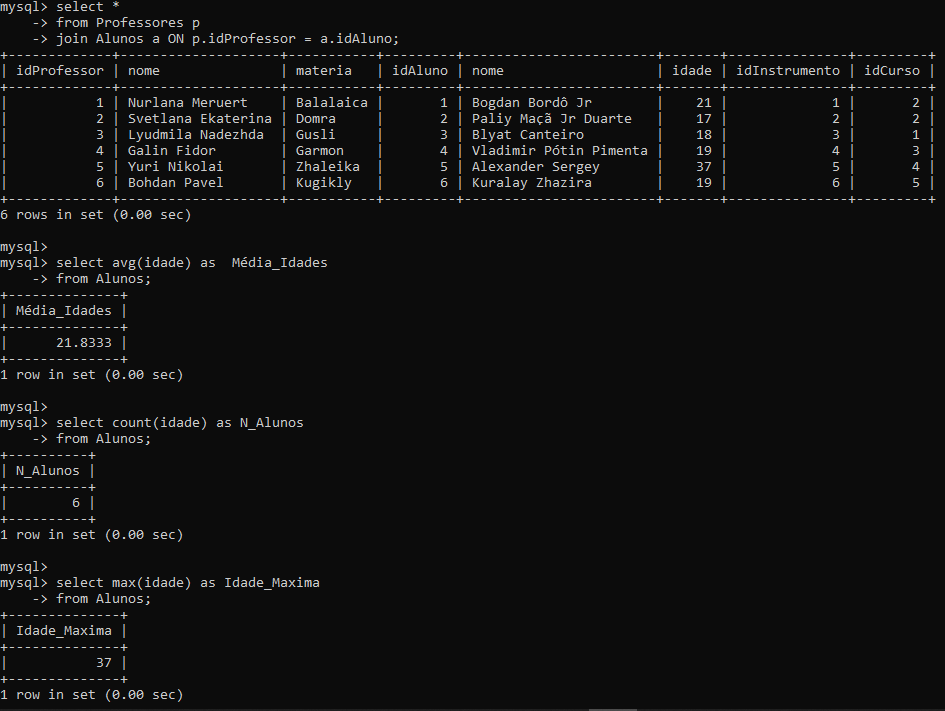 mysql> select *
    -> from Professores p
    -> join Alunos a ON p.idProfessor = a.idAluno;
+-------------+--------------------+-----------+---------+-----------------------+-------+---------------+---------+
| idProfessor | nome               | materia   | idAluno | nome                  | idade | idInstrumento | idCurso |
+-------------+--------------------+-----------+---------+-----------------------+-------+---------------+---------+
|           1 | Nurlana Meruert    | Balalaica |       1 | Bogdan Bordô Jr       |    21 |             1 |       2 |
|           2 | Svetlana Ekaterina | Domra     |       2 | Paliy Maçã Jr Duarte  |    17 |             2 |       2 |
|           3 | Lyudmila Nadezhda  | Gusli     |       3 | Blyat Canteiro        |    18 |             3 |       1 |
|           4 | Galin Fidor        | Garmon    |       4 | Vladimir Pótin Pimenta |    19 |             4 |       3 |
|           5 | Yuri Nikolai       | Zhaleika  |       5 | Alexander Sergey      |    37 |             5 |       4 |
|           6 | Bohdan Pavel       | Kugikly   |       6 | Kuralay Zhazira       |    19 |             6 |       5 |
+-------------+--------------------+-----------+---------+-----------------------+-------+---------------+---------+
6 rows in set (0.00 sec)

mysql>
mysql> select avg(idade) as  Média_Idades
    -> from Alunos;
+--------------+
| Média_Idades |
+--------------+
|      21.8333 |
+--------------+
1 row in set (0.00 sec)

mysql>
mysql> select count(idade) as N_Alunos
    -> from Alunos;
+----------+
| N_Alunos |
+----------+
|        6 |
+----------+
1 row in set (0.00 sec)

mysql>
mysql> select max(idade) as Idade_Maxima
    -> from Alunos;
+--------------+
| Idade_Maxima |
+--------------+
|           37 |
+--------------+
1 row in set (0.00 sec)